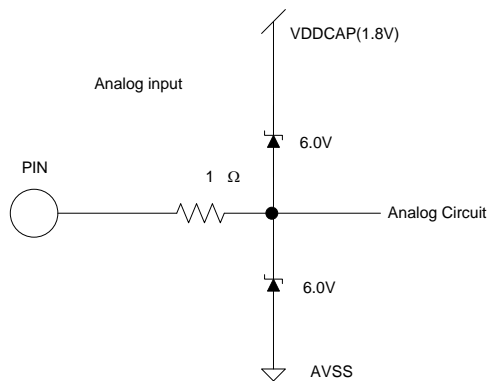 VDDCAP(1.8V)
Analog input
6.0V
PIN
1 Ω
Analog Circuit
6.0V
AVSS